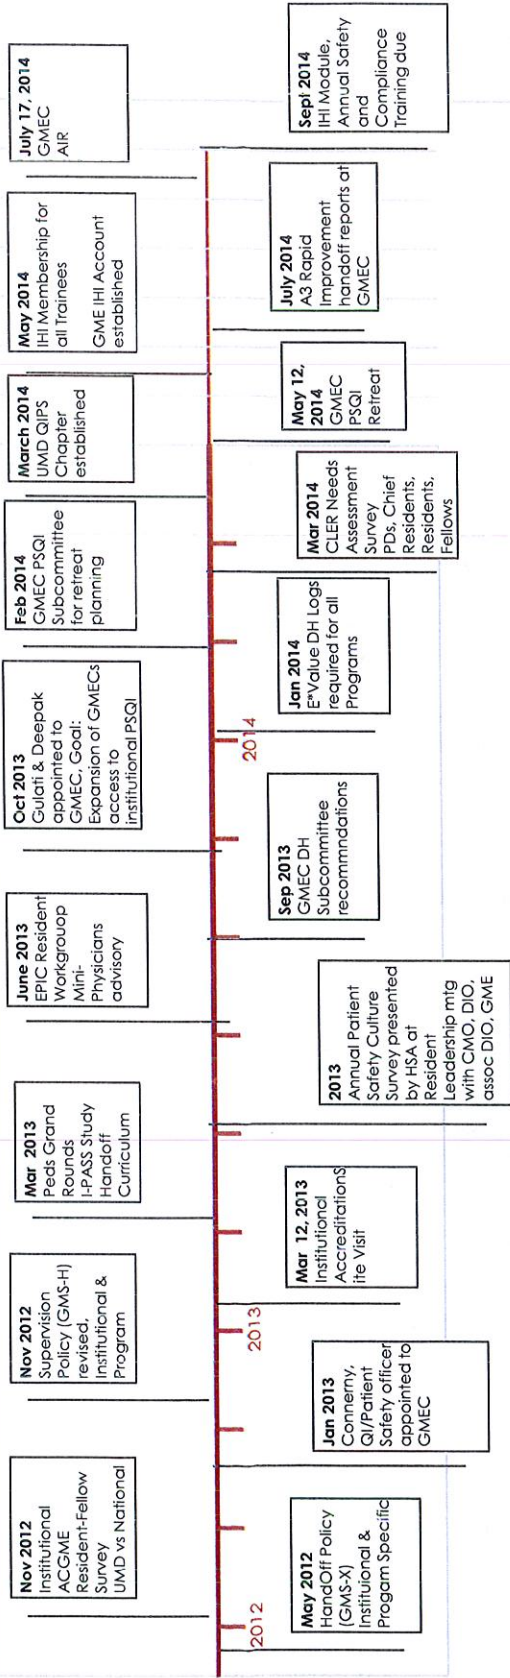 Nov 2012
Institutional
ACGME
Resident-Fellow
Survey
UMD vs National
Nov 2012
Supervision
Policy (GMS-H)
revised,
Institutional &
Program
Mar 2013
Peds Grand
Rounds
I-PASS Study
Handoff
Curriculum
June 2013
EPIC Resident
Workgrouop
Mini-
Physicians
advisory
Oct 2013
Gulati & Deepak
appointed to
GMEC, Goal:
Expansion of GMECs
access to
institutional PSQI
Feb 2014
GMEC PSQI
Subcommittee
for retreat
planning
March 2014
UMD QIPS
Chapter
established
May 2014
IHI Membership for
all Trainees
GME IHI Account
established
July 17, 2014
GMEC
AIR
2012
2013
2014
May 2012
HandOff Policy
(GMS-X)
Instituional &
Progam Specific
Jan 2013
Connerny,
QI/Patient
Safety officer
appointed to
GMEC
Mar 12, 2013
Institutional
AccreditationS
ite Visit
2013
Annual Patient
Safety Culture
Survey presented
by HSA at
Resident
Leadership mtg
with CMO, DIO,
assoc DIO, GME
Sep 2013
GMEC DH
Subcommittee
recommndations
Jan 2014
E*Value DH Logs
required for all
Programs
Mar 2014
CLER Needs
Assessment
Survey
PDs, Chief
Residents,
Residents,
Fellows
May 12,
2014
GMEC
PSQI
Retreat
July 2014
A3 Rapid
Improvement
handoff reports at
GMEC
Sept 2014
IHI Module,
Annual Safety
and
Compliance
Training due